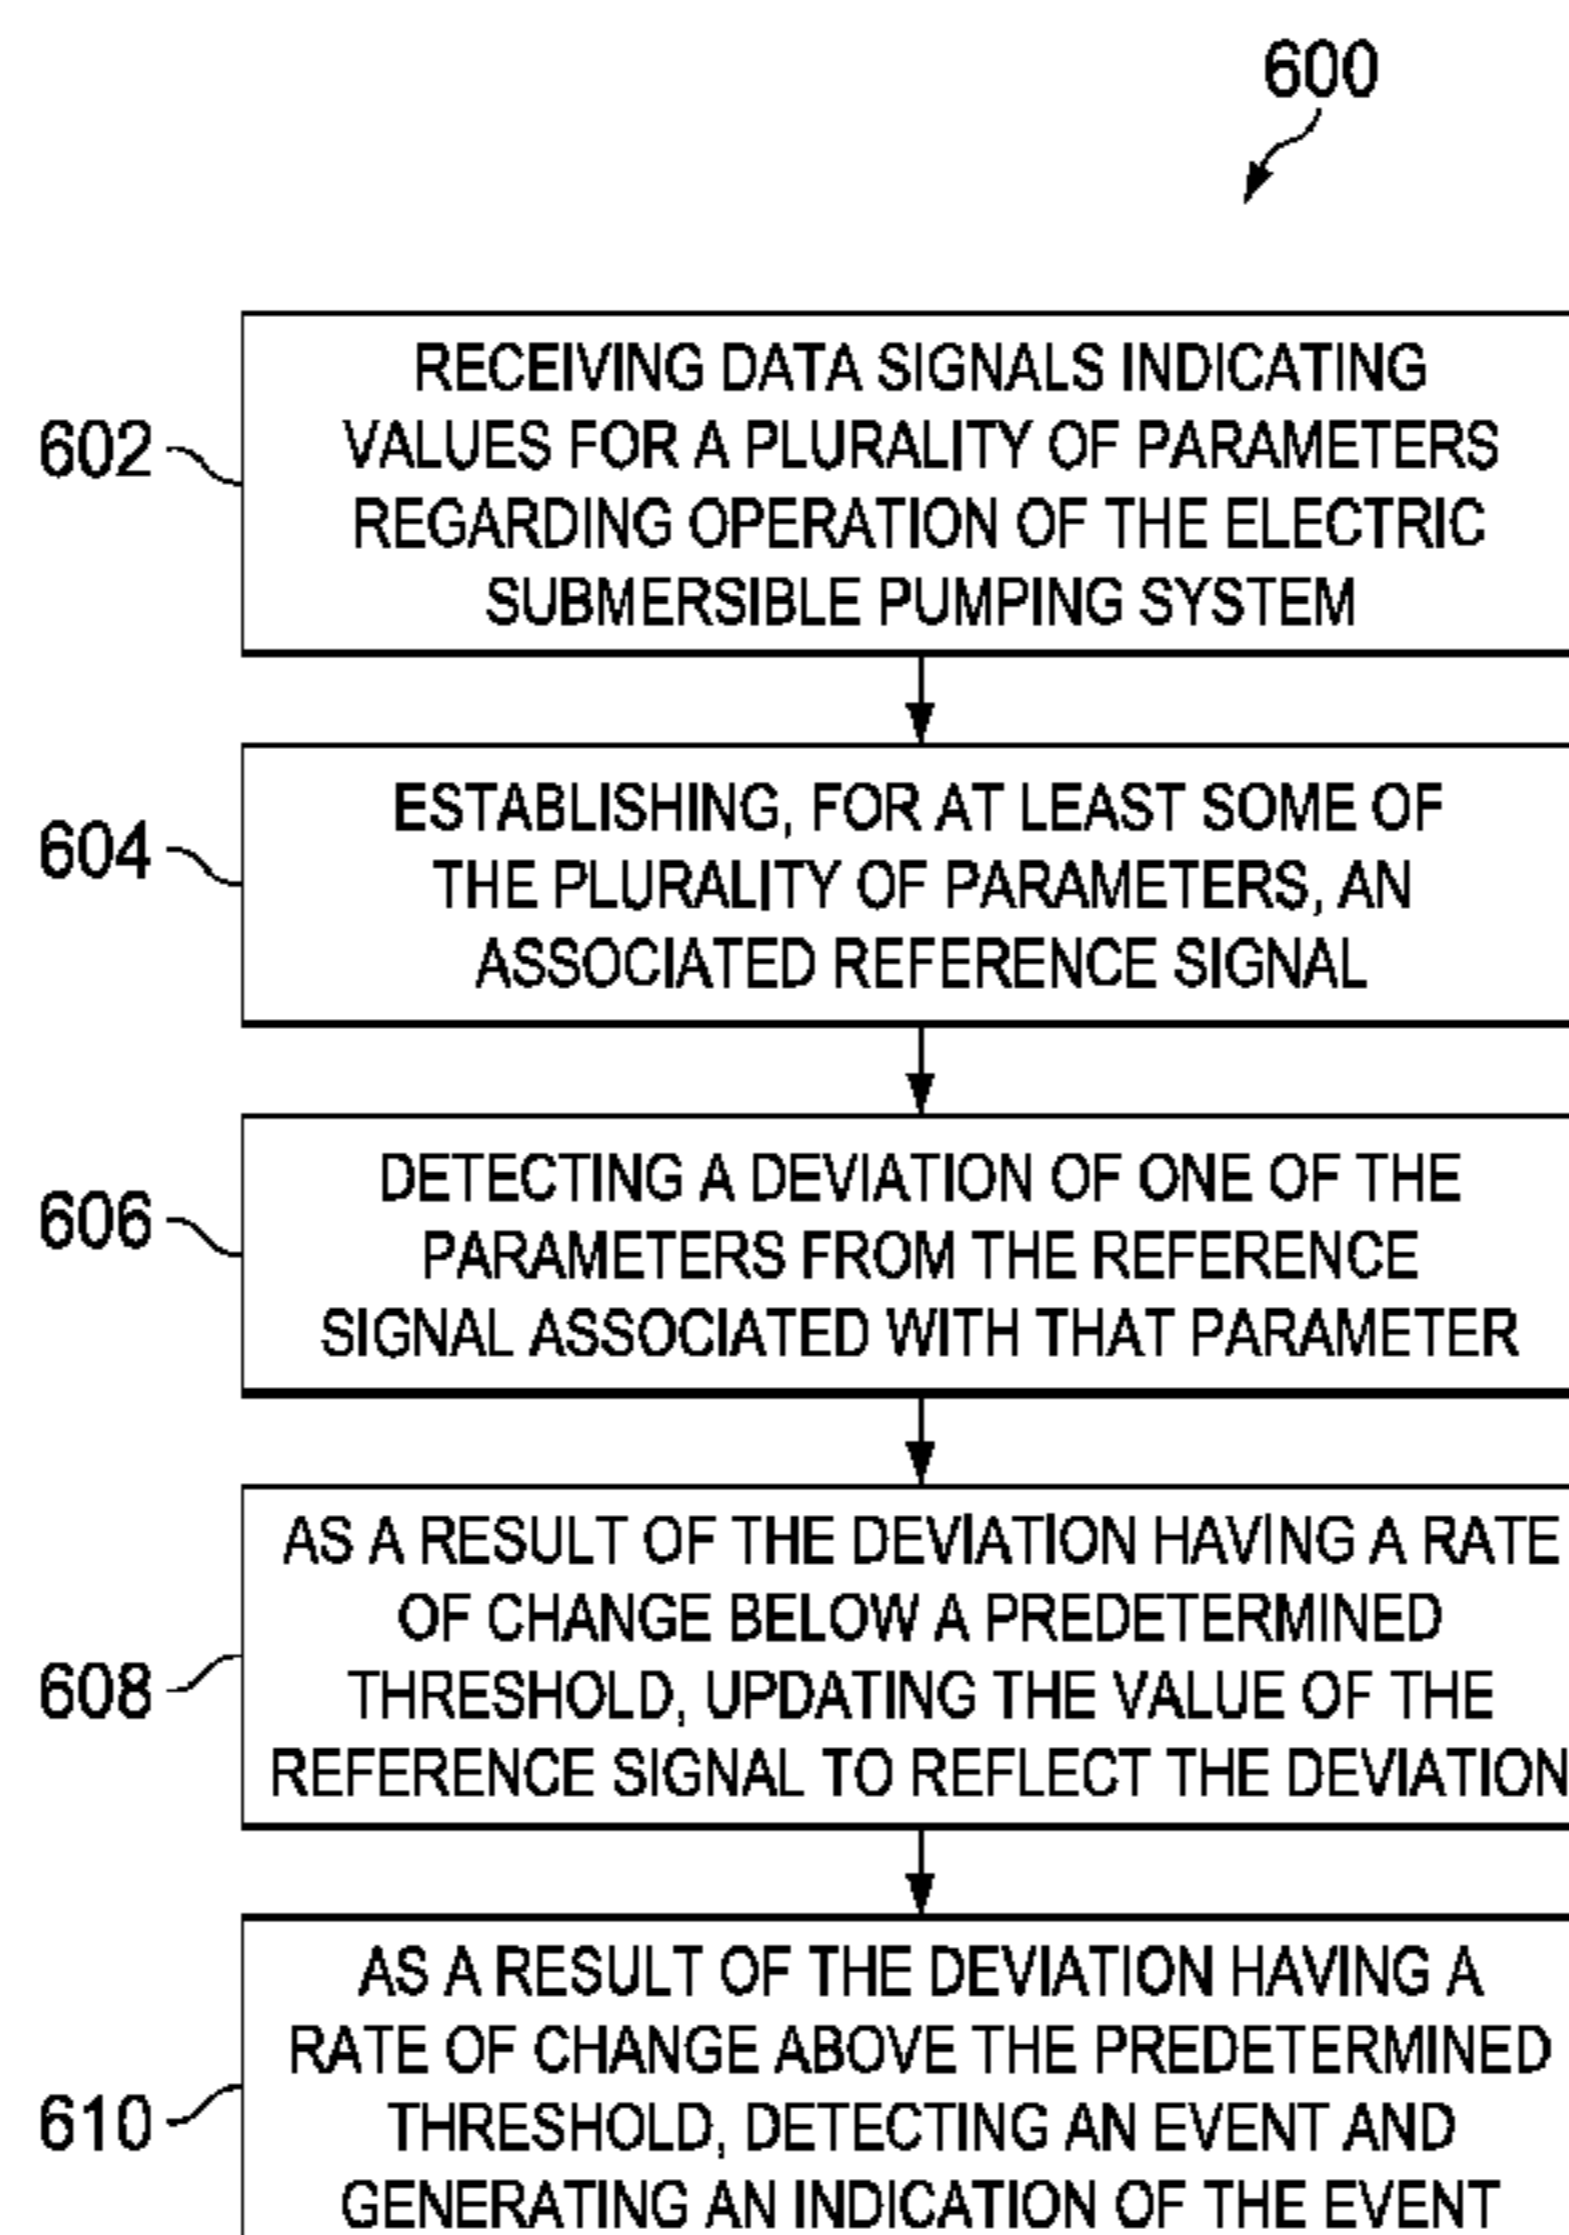 600
602
RECEIVING DATA SIGNALS INDICATING
VALUES FOR A PLURALITY OF PARAMETERS
REGARDING OPERATION OF THE ELECTRIC
SUBMERSIBLE PUMPING SYSTEM
604
ESTABLISHING, FOR AT LEAST SOME OF
THE PLURALITY OF PARAMETERS, AN
ASSOCIATED REFERENCE SIGNAL
606
DETECTING A DEVIATION OF ONE OF THE
PARAMETERS FROM THE REFERENCE
SIGNAL ASSOCIATED WITH THAT PARAMETER
608
AS A RESULT OF THE DEVIATION HAVING A RATE
OF CHANGE BELOW A PREDETERMINED
THRESHOLD, UPDATING THE VALUE OF THE
REFERENCE SIGNAL TO REFLECT THE DEVIATION
610
AS A RESULT OF THE DEVIATION HAVING A
RATE OF CHANGE ABOVE THE PREDETERMINED
THRESHOLD, DETECTING AN EVENT AND
GENERATING AN INDICATION OF THE EVENT